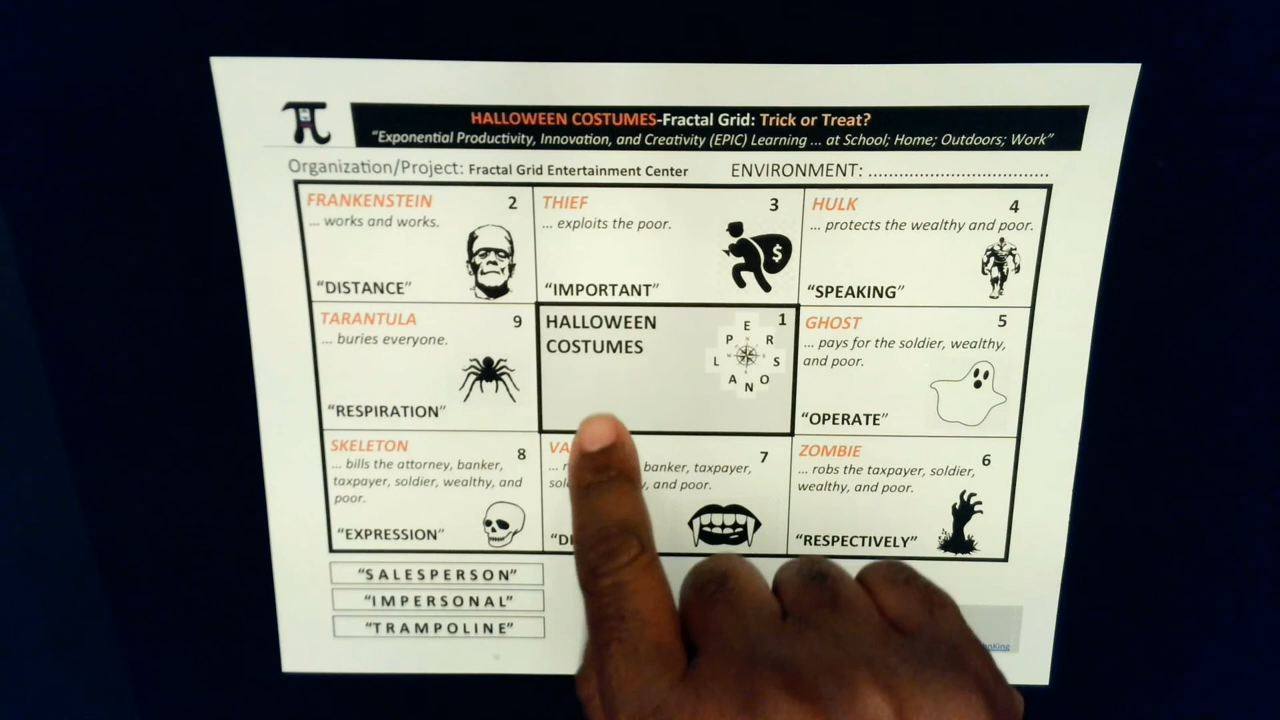 HALLOWEEN COSTUMES-Fractal Grid: Trick or Treat?
"Exponential Productivity, Innovation, and Creativity (EPIC) Learning ... at School; Home; Outdoors; Work"
Organization/Project: Fractal Grid Entertainment Center ENVIRONMENT: ..................................
FRANKENSTEIN 2
... works and works.
"DISTANCE"
THIEF 3
... exploits the poor.
$
"IMPORTANT"
HULK 4
... protects the wealthy and poor.
"SPEAKING"
TARANTULA 9
... buries everyone.
"RESPIRATION"
HALLOWEEN 1
COSTUMES
E
P R
L S
A O
N
GHOST 5
... pays for the soldier, wealthy,
and poor.
"OPERATE"
SKELETON 8
... bills the attorney, banker,
taxpayer, soldier, wealthy, and
poor.
"EXPRESSION"
7
banker, taxpayer,
and poor.
ZOMBIE 6
... robs the taxpayer, soldier,
wealthy, and poor.
"RESPECTIVELY"
"SALESPERSON"
"IMPERSONAL"
"TRAMPOLINE"